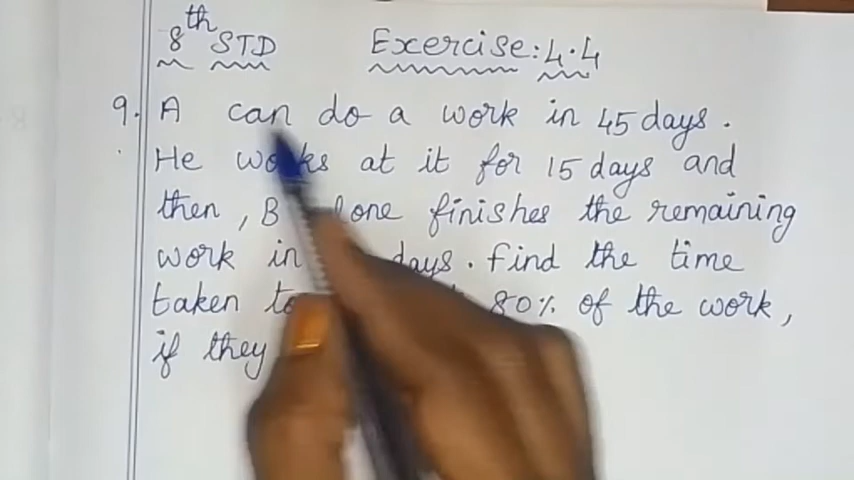 8th STD Exercise: 4.4
9. A can do a work in 45 days.
He works at it for 15 days and
then, B alone finishes the remaining
work in days. Find the time
taken to 80% of the work,
if they